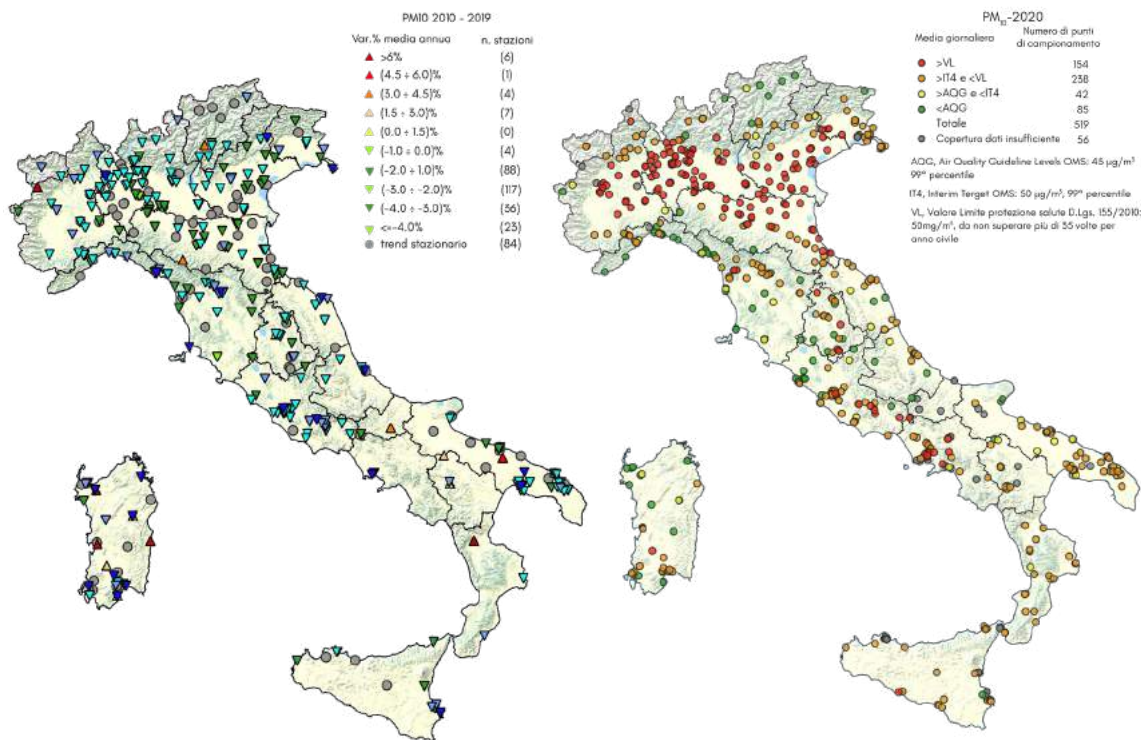 PM10 2010 - 2019
Var.% media annua n. stazioni
>6% (6)
(4.5 ÷ 6.0)% (1)
(3.0 ÷ 4.5)% (4)
(1.5 ÷ 3.0)% (7)
(0.0 ÷ 1.5)% (0)
(-1.0 ÷ 0.0)% (4)
(-2.0 ÷ 1.0)% (88)
(-3.0 ÷ -2.0)% (117)
(-4.0 ÷ -3.0)% (36)
<=-4.0% (23)
trend stazionario (84)
PM₁₀-2020
Media giornaliera Numero di punti
di campionamento
>VL 154
>IT4 e <VL 238
>AQG e <IT4 42
<AQG 85
Totale 519
Copertura dati insufficiente 56
AQG, Air Quality Guideline Levels OMS: 45 µg/m³
99° percentile
IT4, Interim Terget OMS: 50 µg/m³, 99° percentile
VL, Valore Limite protezione salute D.Lgs, 155/2010:
50mg/m³, da non superare più di 35 volte per
anno civile